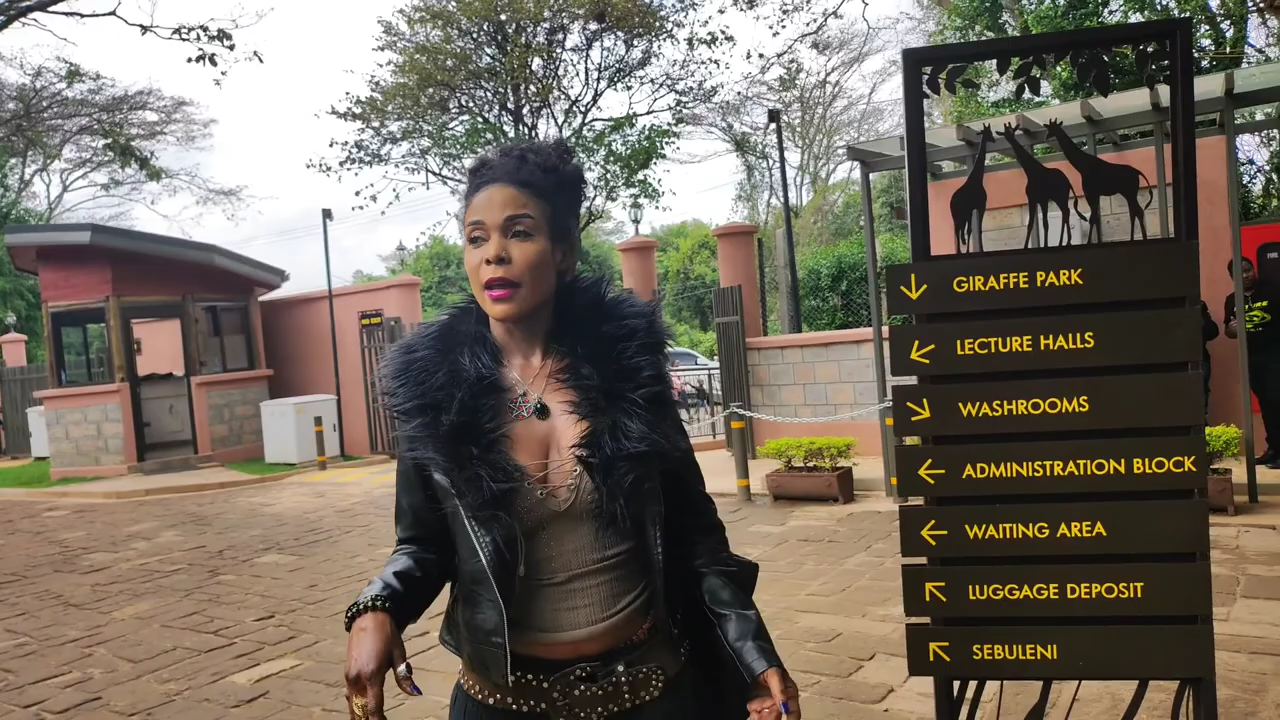 GIRAFFE PARK
LECTURE HALLS
WASHROOMS
ADMINISTRATION BLOCK
WAITING AREA
LUGGAGE DEPOSIT
SEBULENI